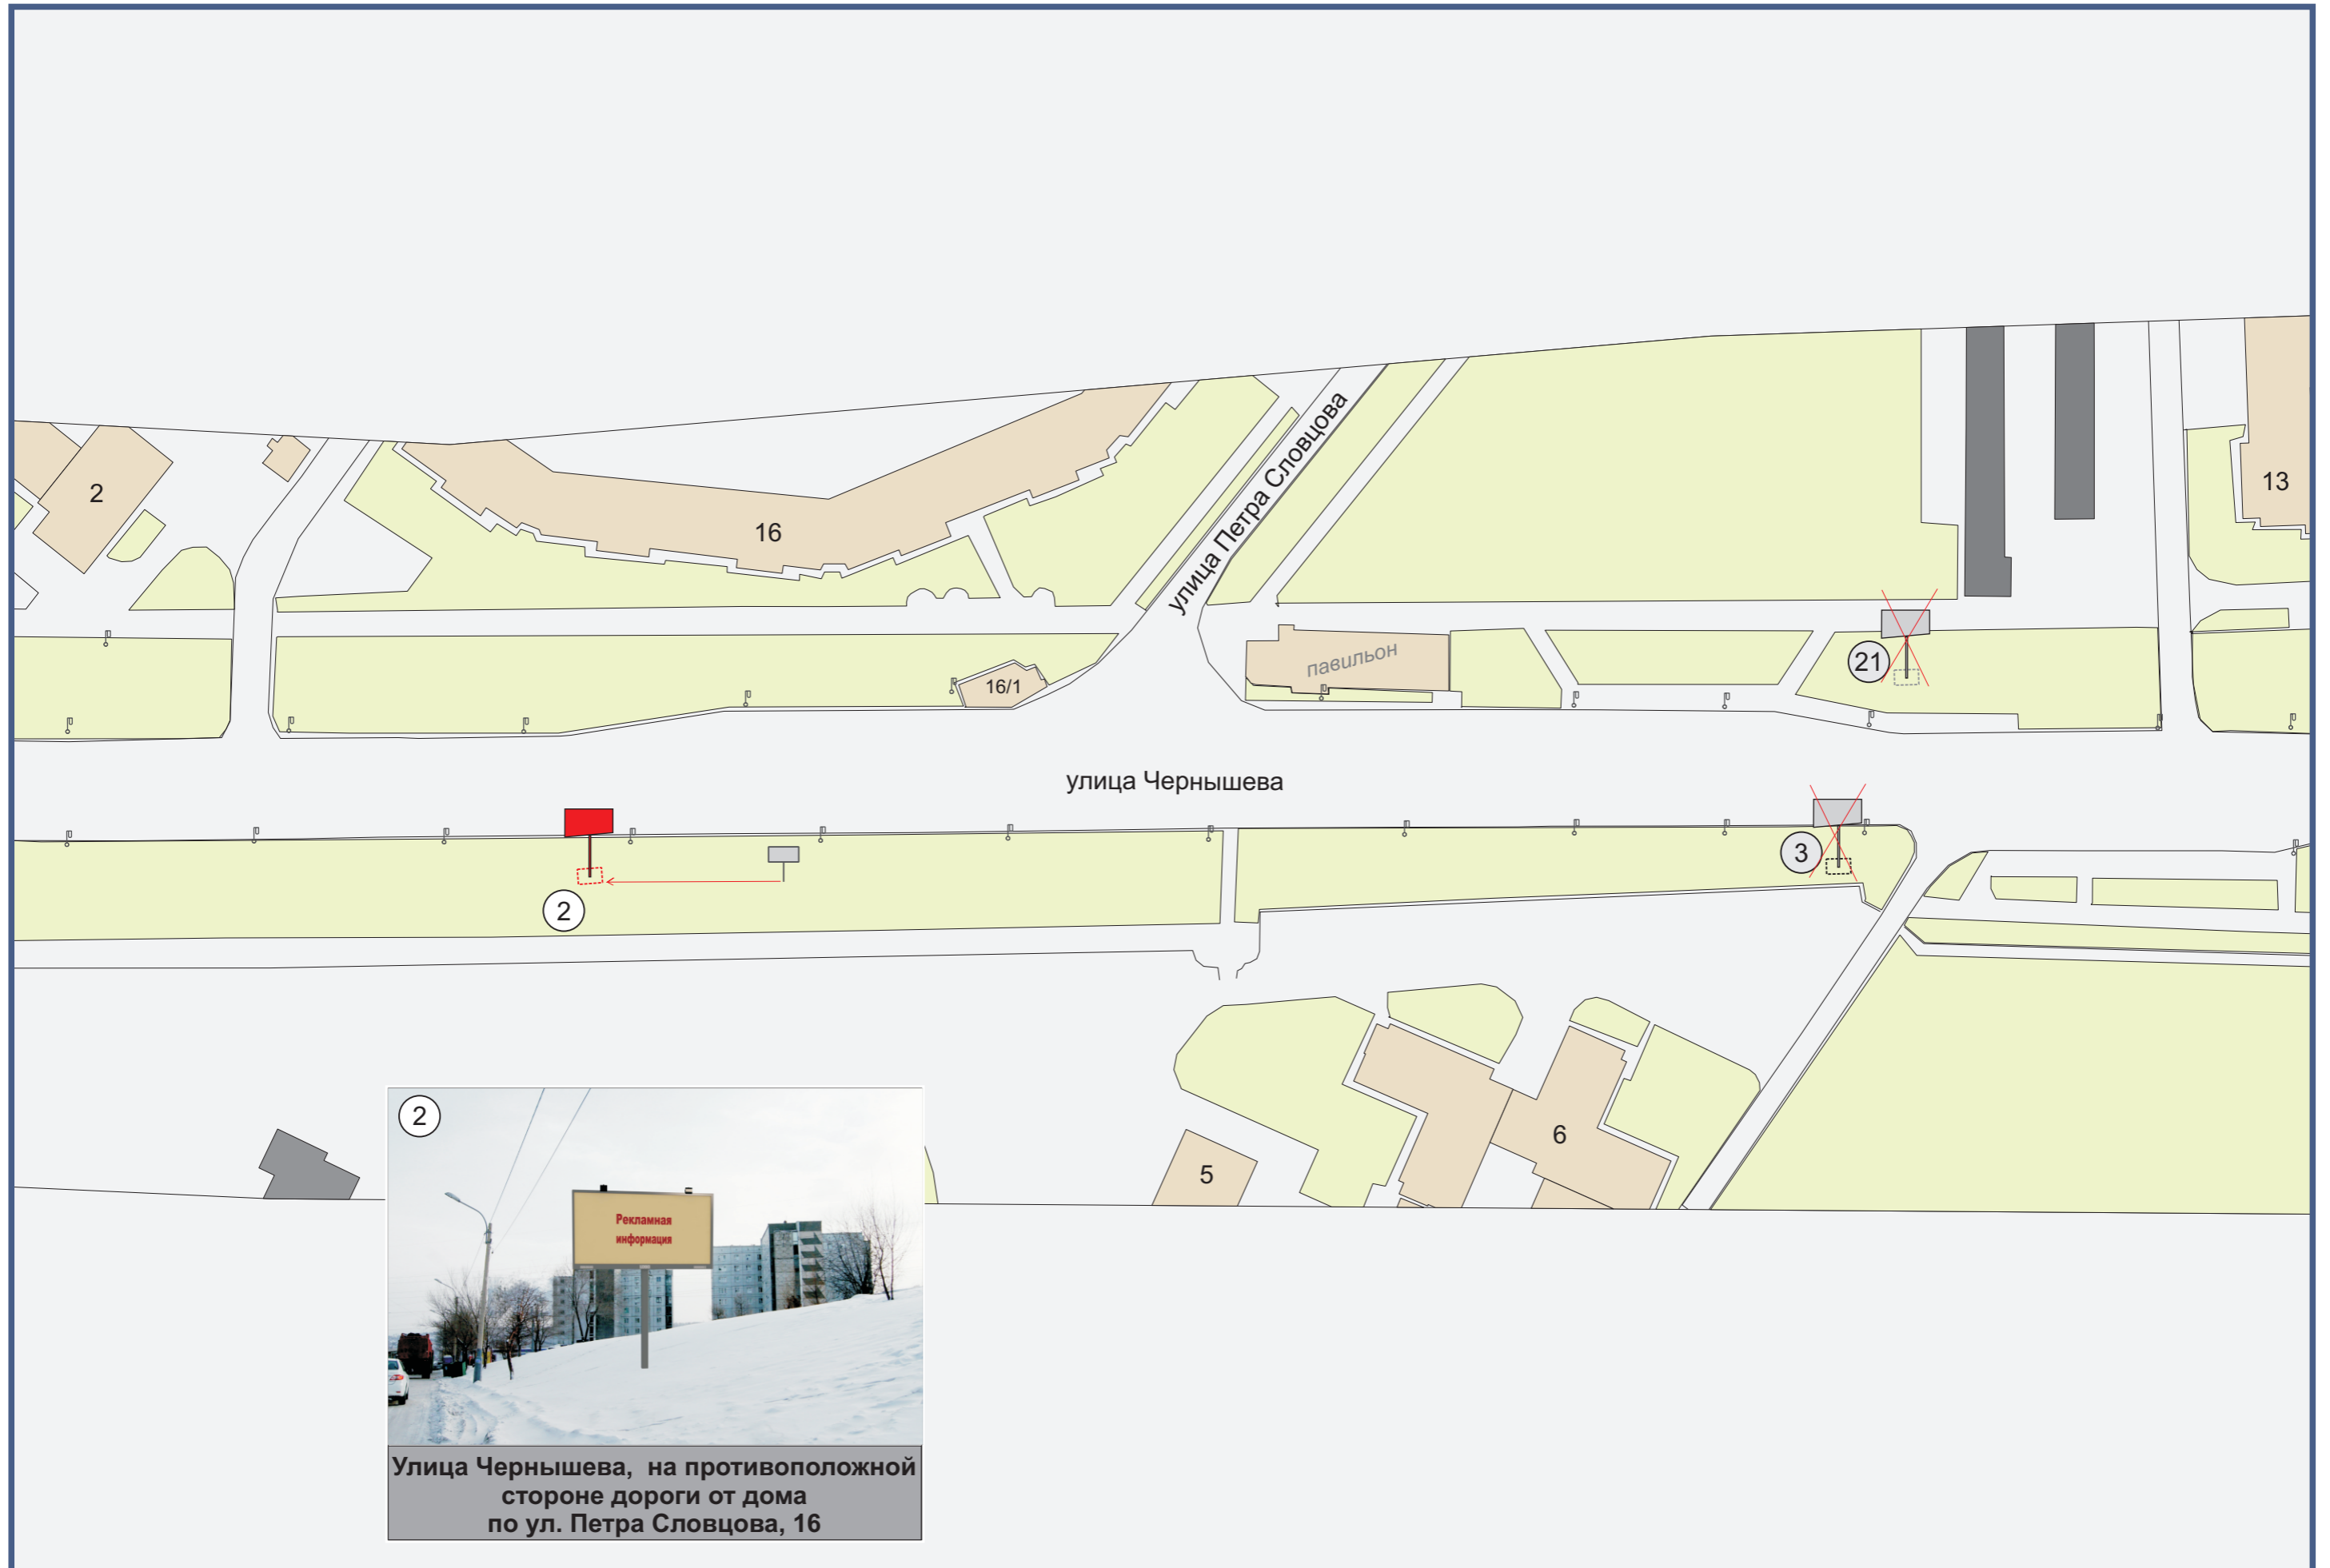 улица Петра Словцова
2
16
13
павильон
21
16/1
улица Чернышева
3
2
2
6
5
Рекламная
информация
Улица Чернышева, на противоположной
стороне дороги от дома
по ул. Петра Словцова, 16